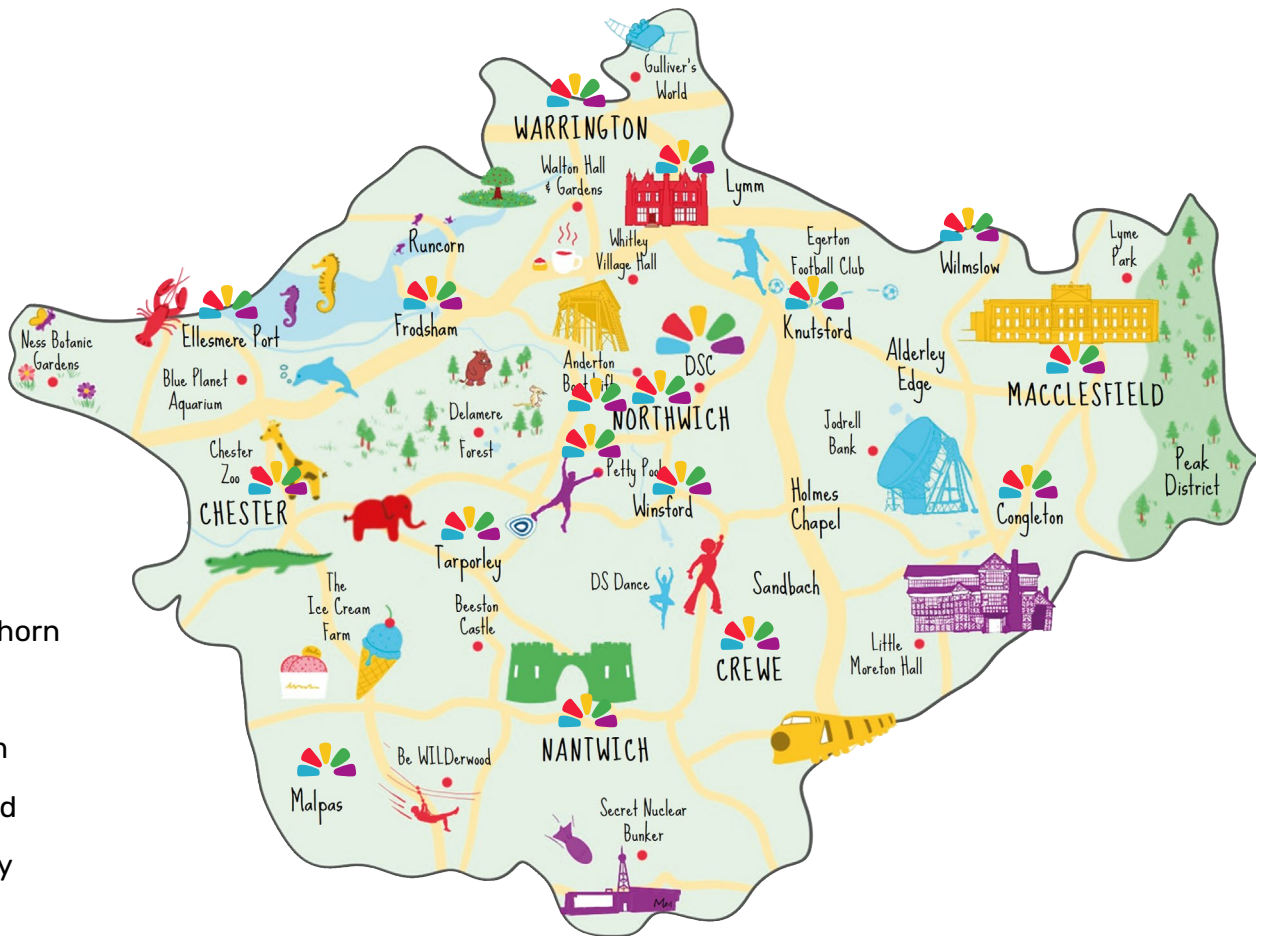 Gulliver's
World
WARRINGTON
Walton Hall
& Gardens
Lymm
Runcorn
Whitley
Village Hall
Egerton
Football Club
Wilmslow
Lyme
Park
Ellesmere Port
Frodsham
Knutsford
Ness Botanic
Gardens
Blue Planet
Aquarium
Anderton
Boat Lift
DSC
Alderley
Edge
MACCLESFIELD
Delamere
Forest
NORTHWICH
Jodrell
Bank
Chester
Zoo
Petty Pool
Peak
District
CHESTER
Winsford
Holmes
Chapel
Congleton
Tarporley
The
Ice Cream
Farm
Beeston
Castle
DS Dance
Sandbach
horn
CREWE
Little
Moreton Hall
n
NANTWICH
Be WILDerwood
d
Malpas
Secret Nuclear
Bunker
y